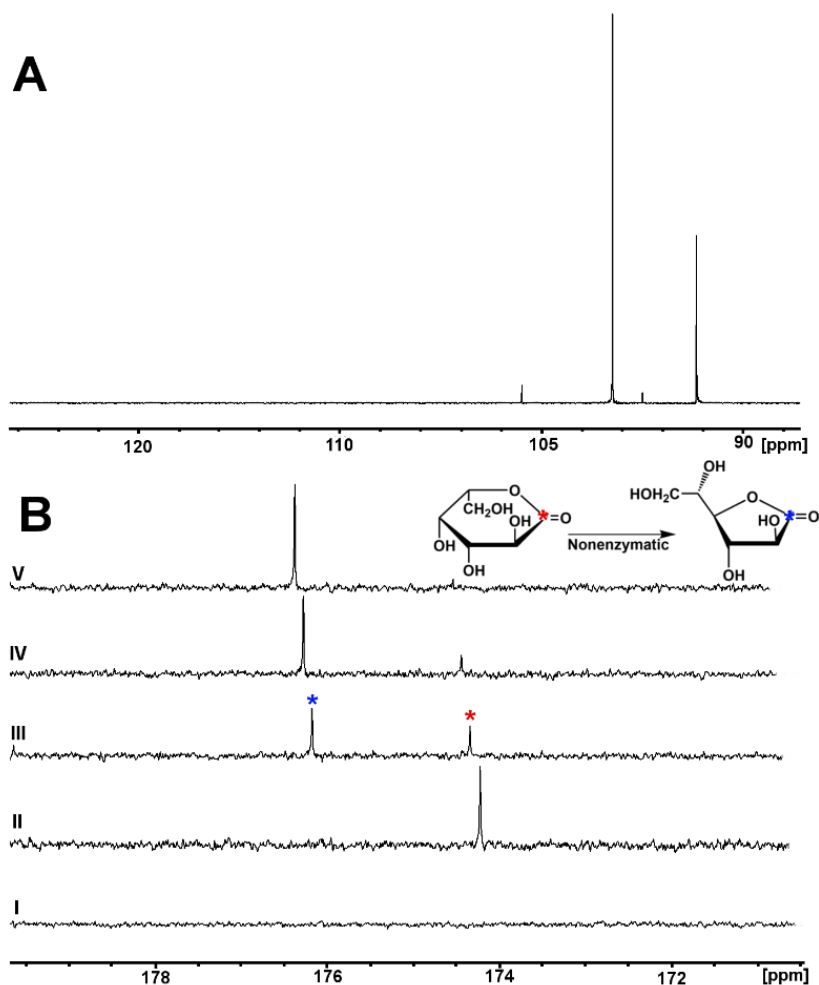 A
120 110 105 90 [ppm]
B
O
CH₂OH
OH
*=O
OH
OH
Nonenzymatic
OH
HOH₂C
O
HO
*=O
OH
V
IV
III
*
*
II
I
178 176 174 172 [ppm]